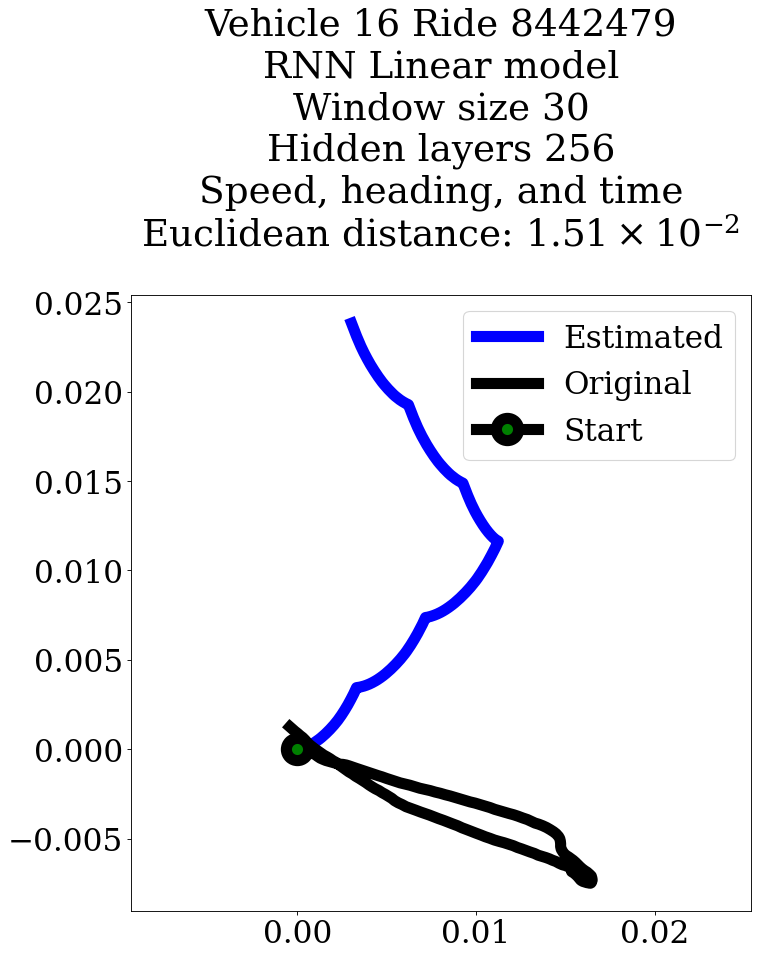 Vehicle 16 Ride 8442479
RNN Linear model
Window size 30
Hidden layers 256
Speed, heading, and time
Euclidean distance: 1.51 × 10⁻²
0.025
0.020
0.015
0.010
0.005
0.000
−0.005
Estimated
Original
Start
0.00 0.01 0.02